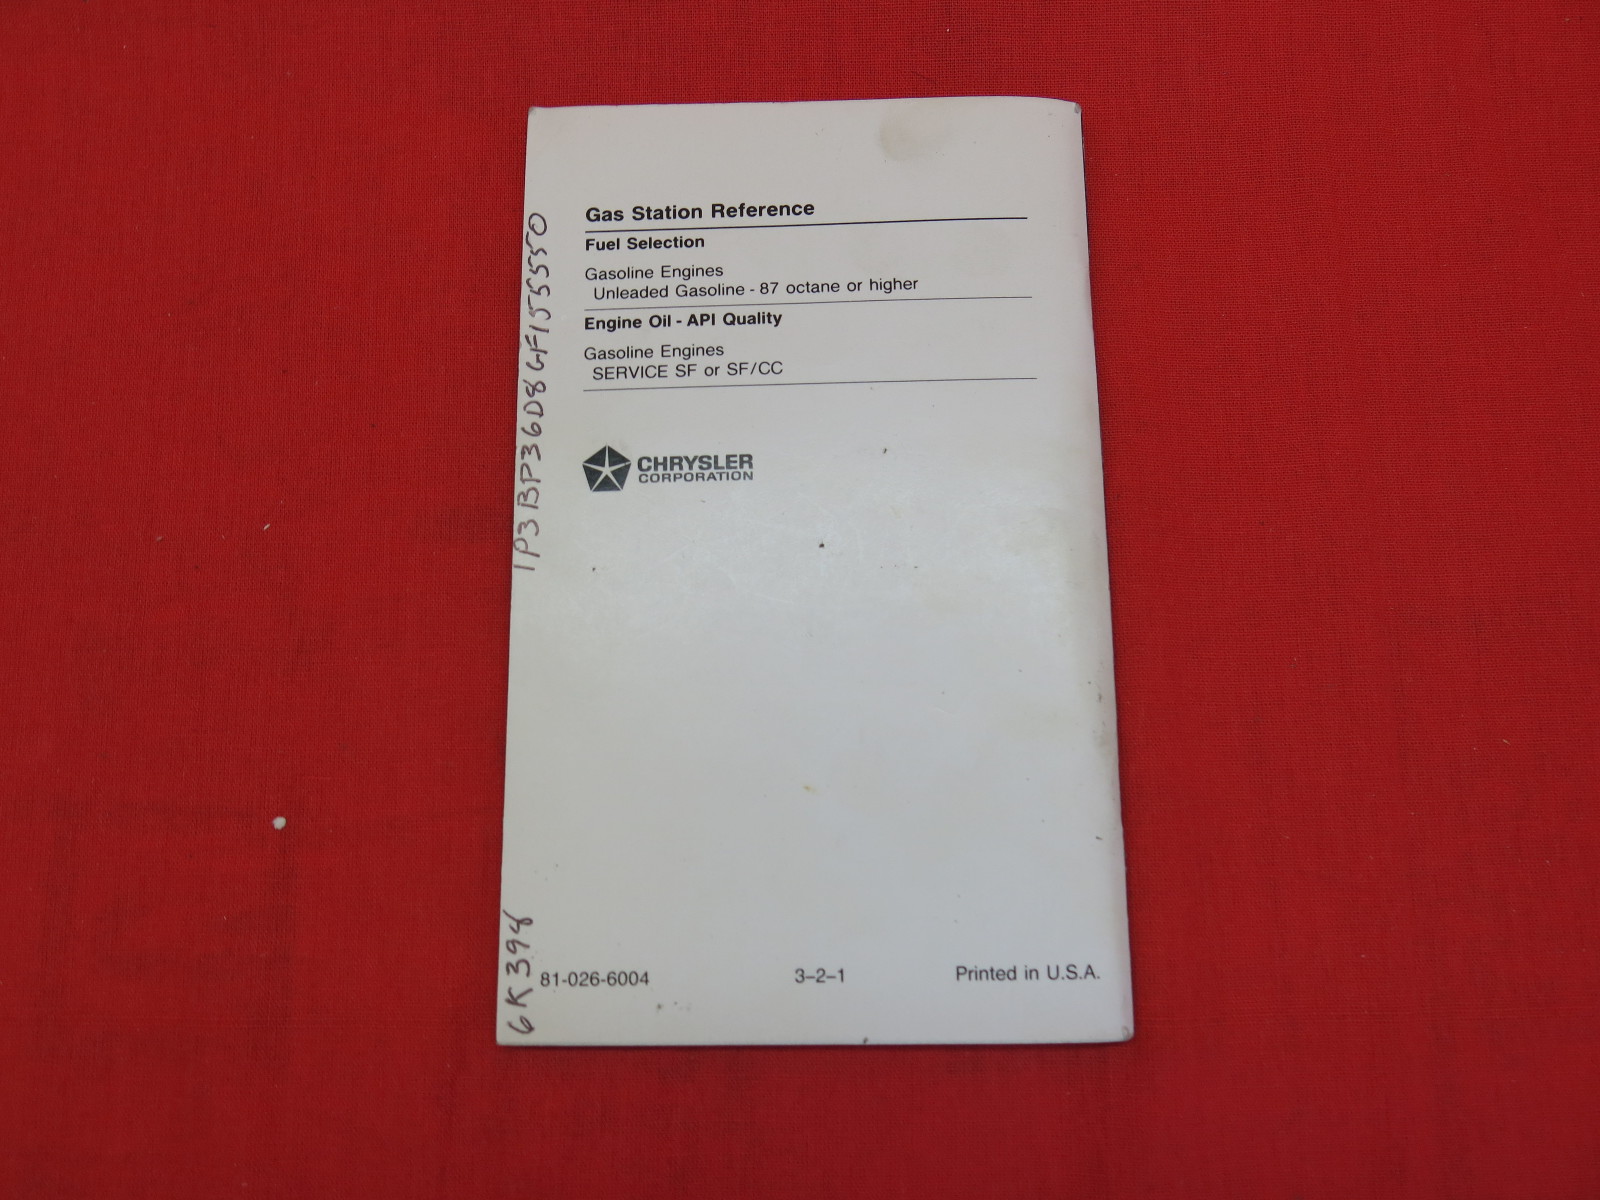 Gas Station Reference
Fuel Selection
Gasoline Engines
Unleaded Gasoline - 87 octane or higher
Engine Oil - API Quality
Gasoline Engines
SERVICE SF or SF/CC
CHRYSLER
CORPORATION
81-026-6004 3-2-1 Printed in U.S.A.
1P3BP36D8GF155550
6K398